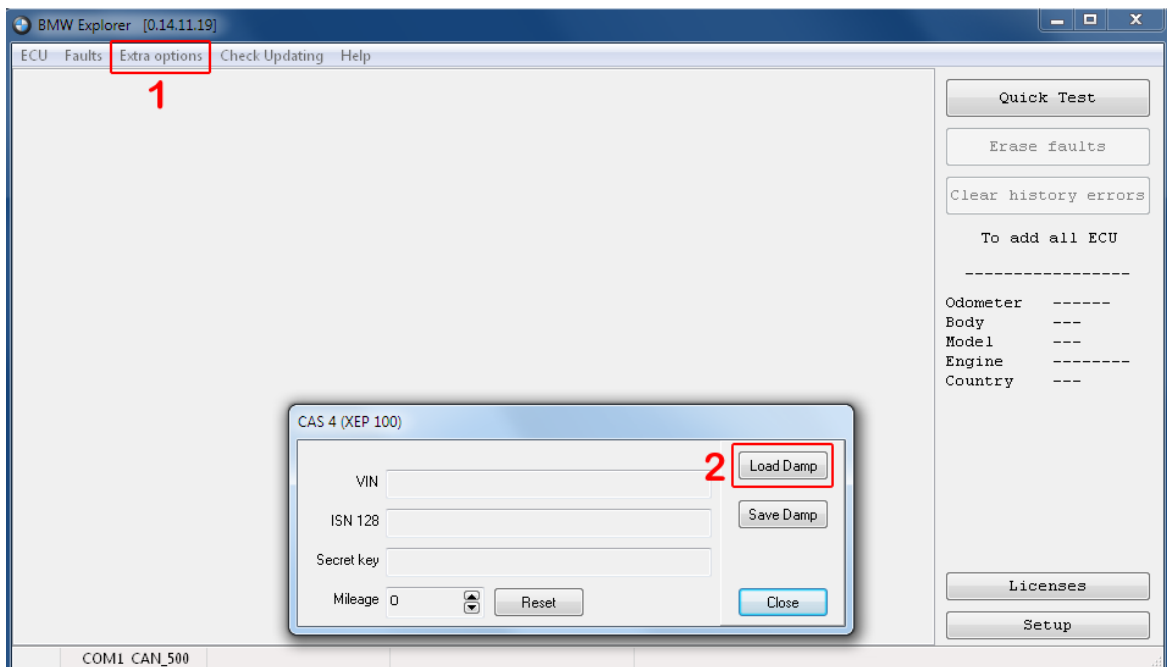 BMW Explorer [0.14.11.19]
ECU Faults Extra options Check Updating Help
1
Quick Test
Erase faults
Clear history errors
To add all ECU
-----------------
Odometer ------
Body ---
Model ---
Engine --------
Country ---
CAS 4 (XEP 100)
VIN
2
Load Damp
ISN 128
Save Damp
Secret key
Mileage 0
Reset
Close
Licenses
Setup
COM1 CAN_500